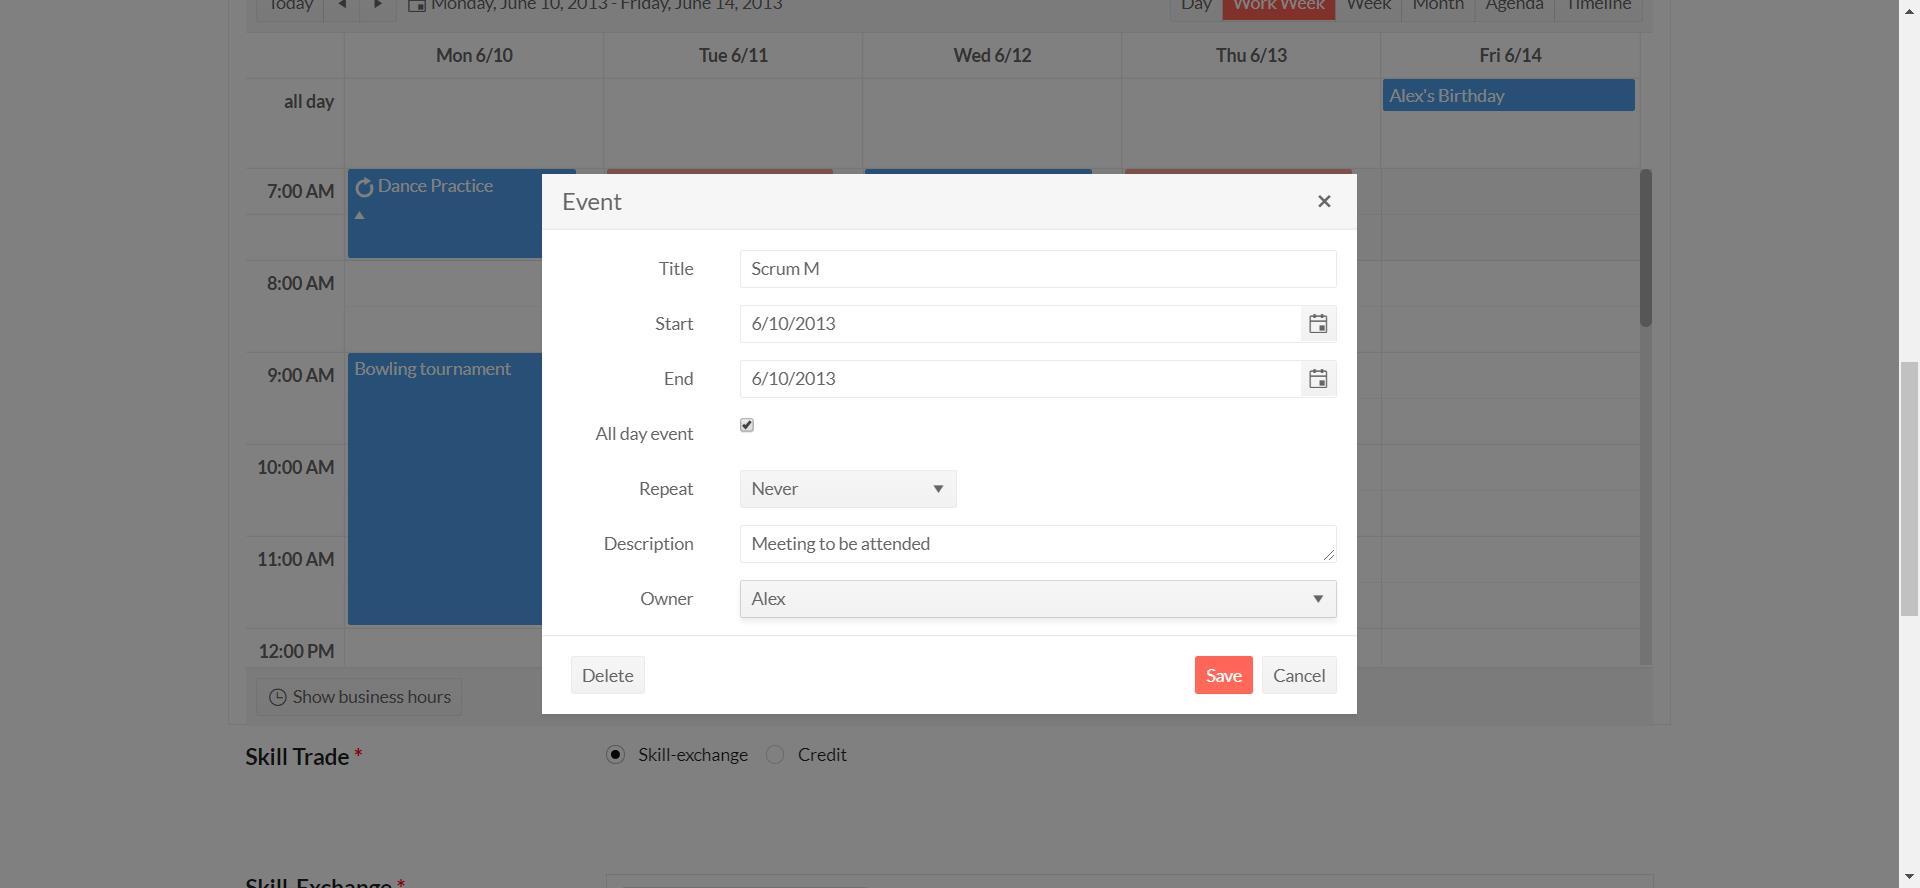 Today Monday, June 10, 2013 - Friday, June 14, 2013 Day Work Week Week Month Agenda Timeline
Mon 6/10 Tue 6/11 Wed 6/12 Thu 6/13 Fri 6/14
all day
Alex's Birthday
7:00 AM
Dance Practice
8:00 AM
9:00 AM
Bowling tournament
10:00 AM
11:00 AM
12:00 PM
Event
Title Scrum M
Start 6/10/2013
End 6/10/2013
All day event
Repeat Never
Description Meeting to be attended
Owner Alex
Delete Save Cancel
Show business hours
Skill Trade * Skill-exchange Credit
Skill-Exchange *